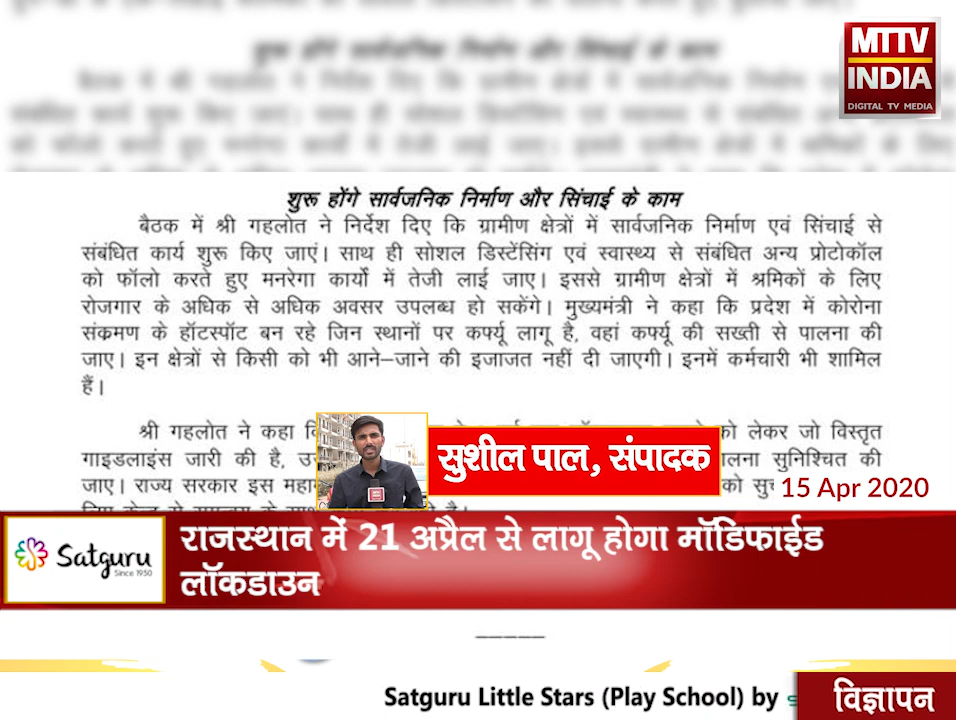 शुरू होंगे सार्वजनिक निर्माण और सिंचाई के काम
MTTV
INDIA
DIGITAL TV MEDIA
शुरू होंगे सार्वजनिक निर्माण और सिंचाई के काम
बैठक में श्री गहलोत ने निर्देश दिए कि ग्रामीण क्षेत्रों में सार्वजनिक निर्माण एवं सिंचाई से
संबंधित कार्य शुरू किए जाएं। साथ ही सोशल डिस्टेंसिंग एवं स्वास्थ्य से संबंधित अन्य प्रोटोकॉल
को फॉलो करते हुए मनरेगा कार्यों में तेजी लाई जाए। इससे ग्रामीण क्षेत्रों में श्रमिकों के लिए
रोजगार के अधिक से अधिक अवसर उपलब्ध हो सकेंगे। मुख्यमंत्री ने कहा कि प्रदेश में कोरोना
संक्रमण के हॉटस्पॉट बन रहे जिन स्थानों पर कर्फ्यू लागू है, वहां कर्फ्यू की सख्ती से पालना की
जाए। इन क्षेत्रों से किसी को भी आने–जाने की इजाजत नहीं दी जाएगी। इनमें कर्मचारी भी शामिल
हैं।
श्री गहलोत ने कहा को लेकर जो विस्तृत
गाइडलाइंस जारी की है, सुनिश्चित की
जाए। राज्य सरकार इस को
सुशील पाल, संपादक
15 Apr 2020
Satguru
Since 1950
राजस्थान में 21 अप्रैल से लागू होगा मॉडिफाईड
लॉकडाउन
Satguru Little Stars (Play School) by
विज्ञापन